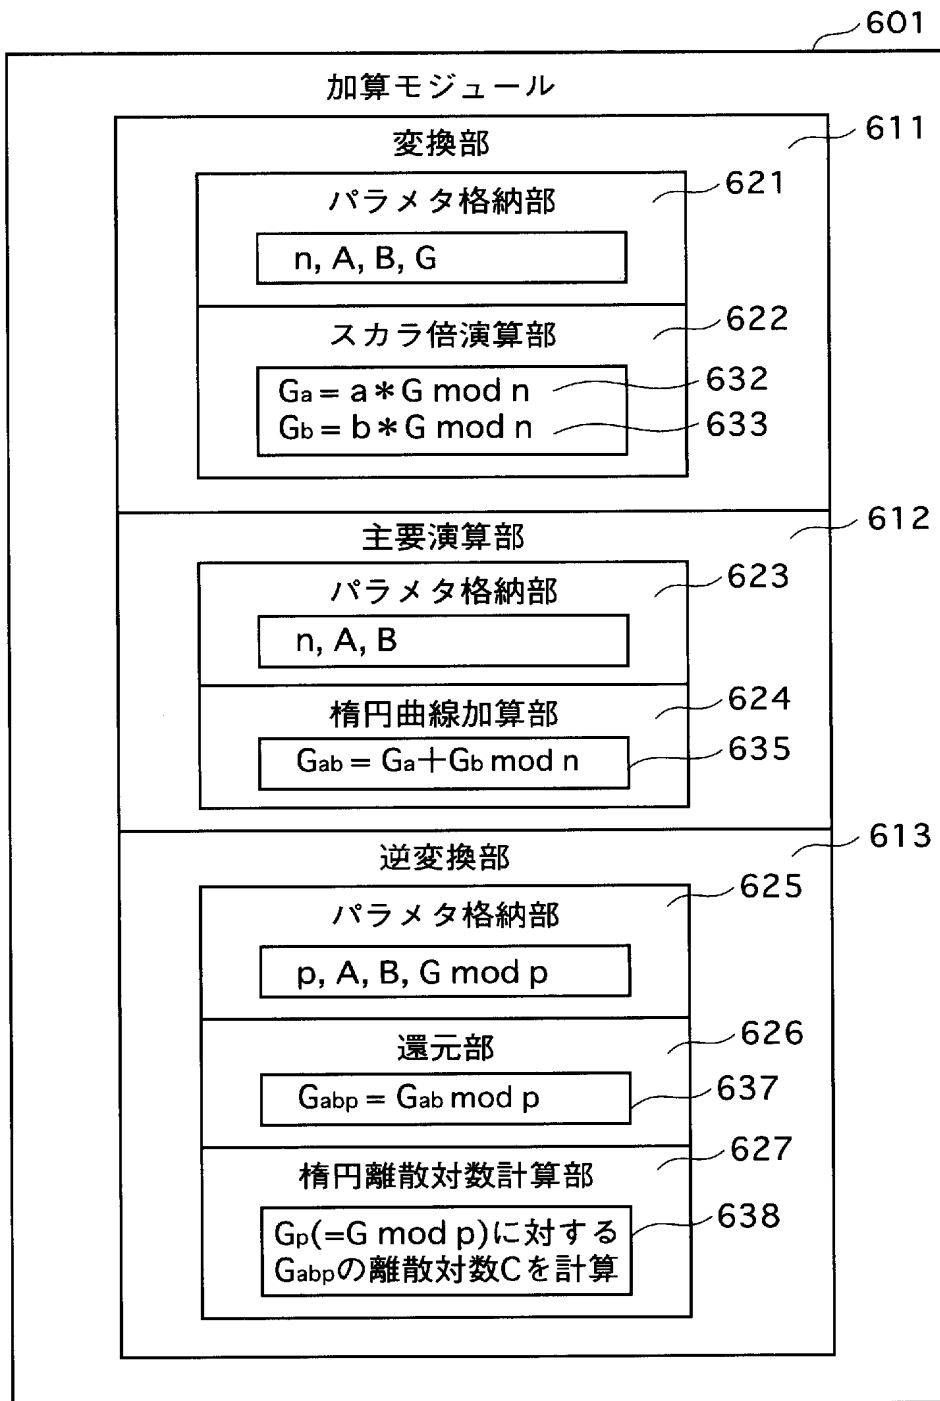 601
加算モジュール
611
変換部
621
パラメタ格納部
n, A, B, G
622
スカラ倍演算部
Ga = a＊G mod n
632
Gb = b＊G mod n
633
612
主要演算部
623
パラメタ格納部
n, A, B
624
楕円曲線加算部
Gab = Ga＋Gb mod n
635
613
逆変換部
625
パラメタ格納部
p, A, B, G mod p
626
還元部
Gabp = Gab mod p
637
627
楕円離散対数計算部
638
Gp(=G mod p)に対する
Gabpの離散対数Cを計算